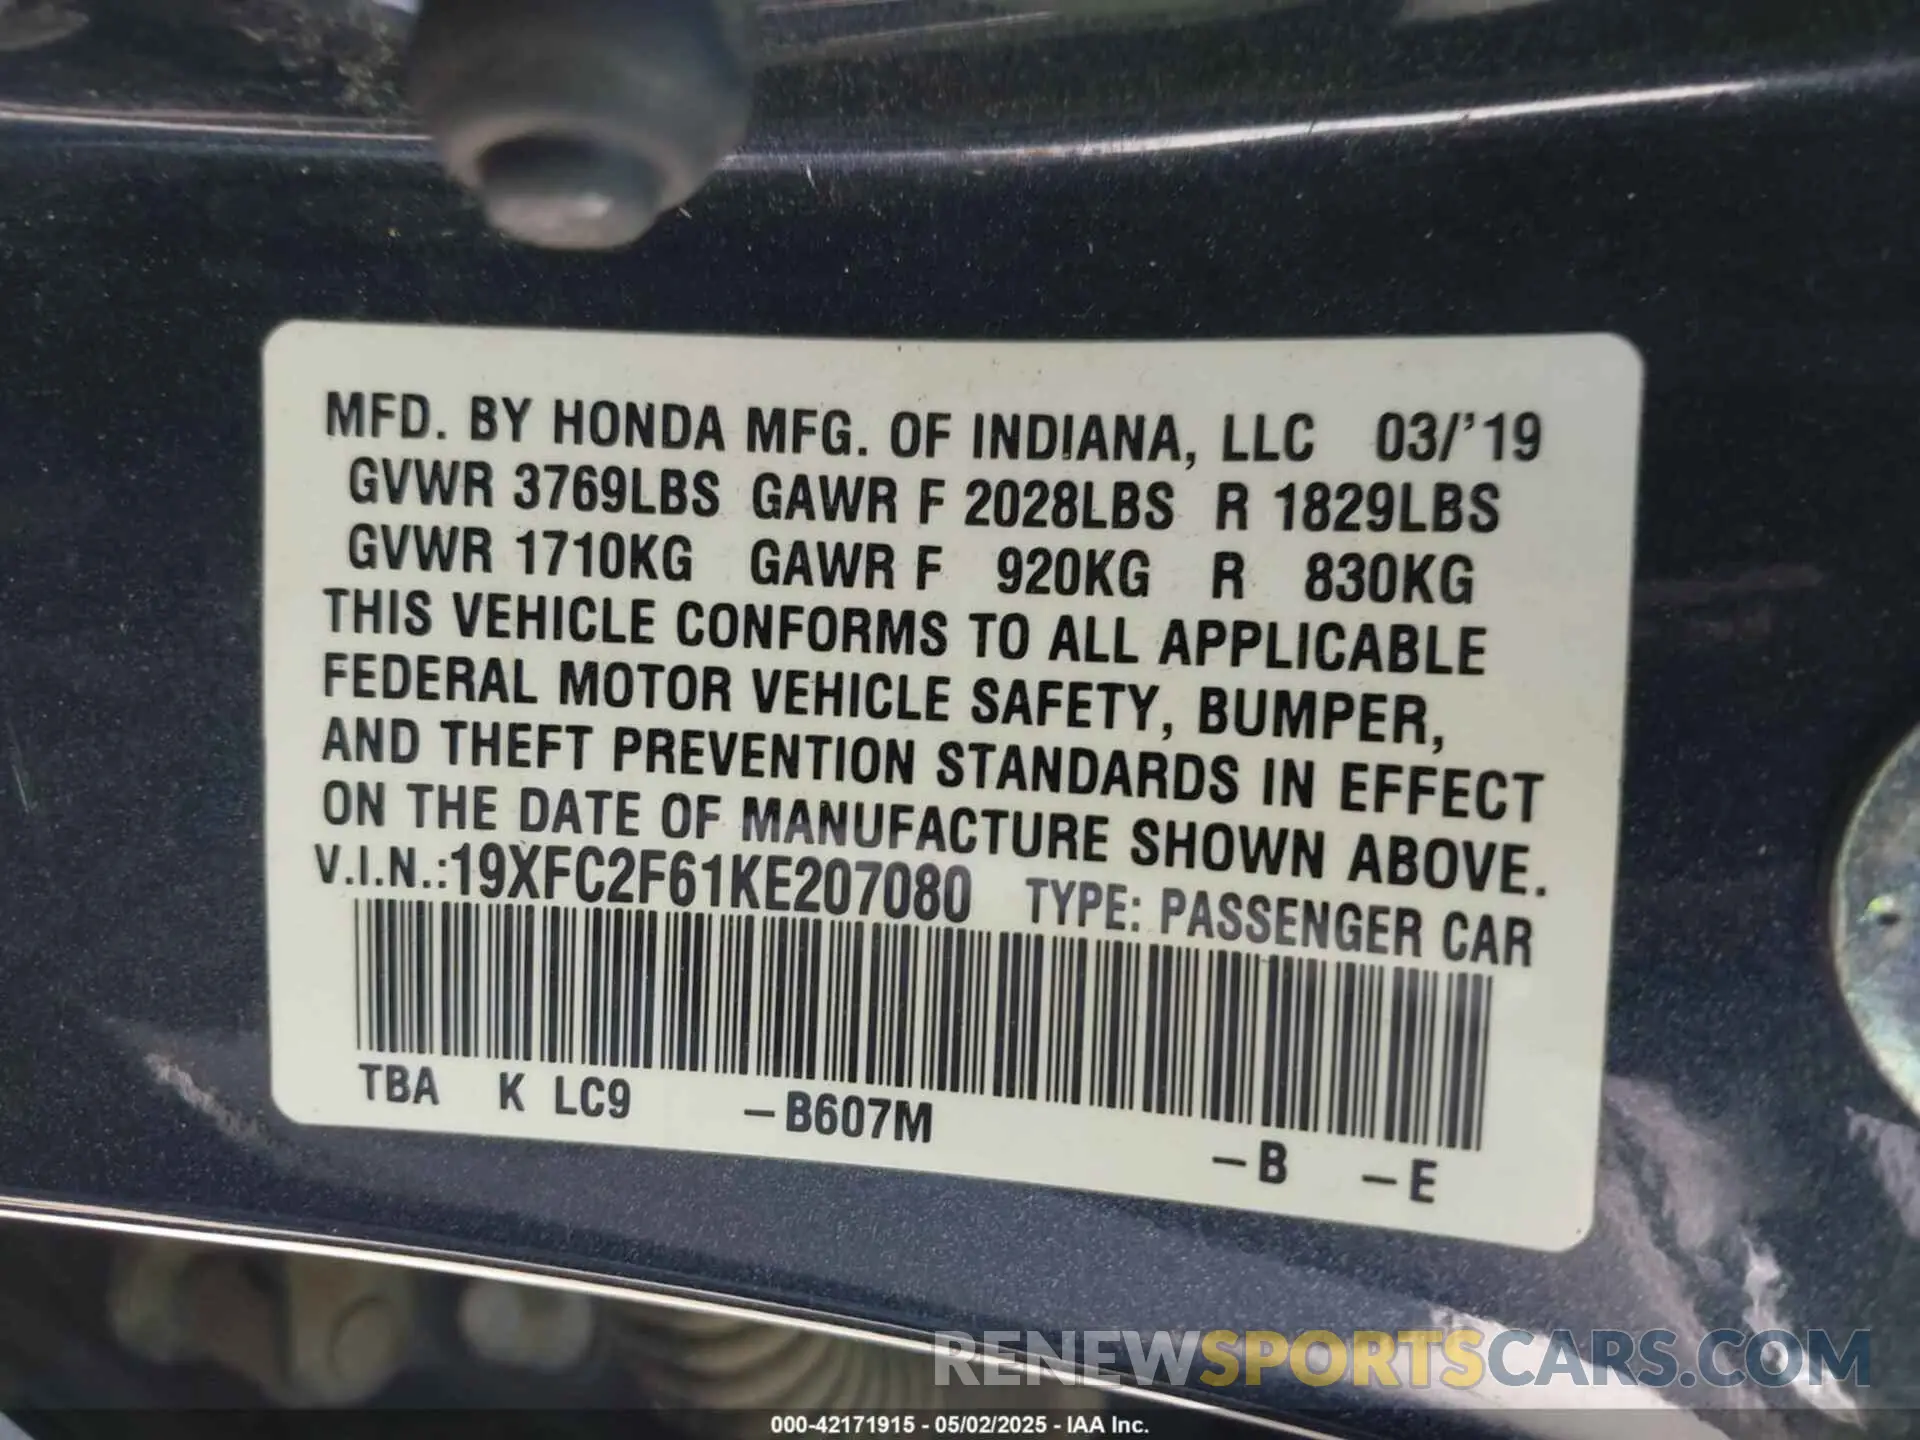 MFD. BY HONDA MFG. OF INDIANA, LLC 03/'19
GVWR 3769LBS GAWR F 2028LBS R 1829LBS
GVWR 1710KG GAWR F 920KG R 830KG
THIS VEHICLE CONFORMS TO ALL APPLICABLE
FEDERAL MOTOR VEHICLE SAFETY, BUMPER,
AND THEFT PREVENTION STANDARDS IN EFFECT
ON THE DATE OF MANUFACTURE SHOWN ABOVE.
V.I.N.:19XFC2F61KE207080 TYPE: PASSENGER CAR
TBA K LC9 –B607M –B –E
RENEWSPORTSCARS.COM
000-42171915 - 05/02/2025 - IAA Inc.